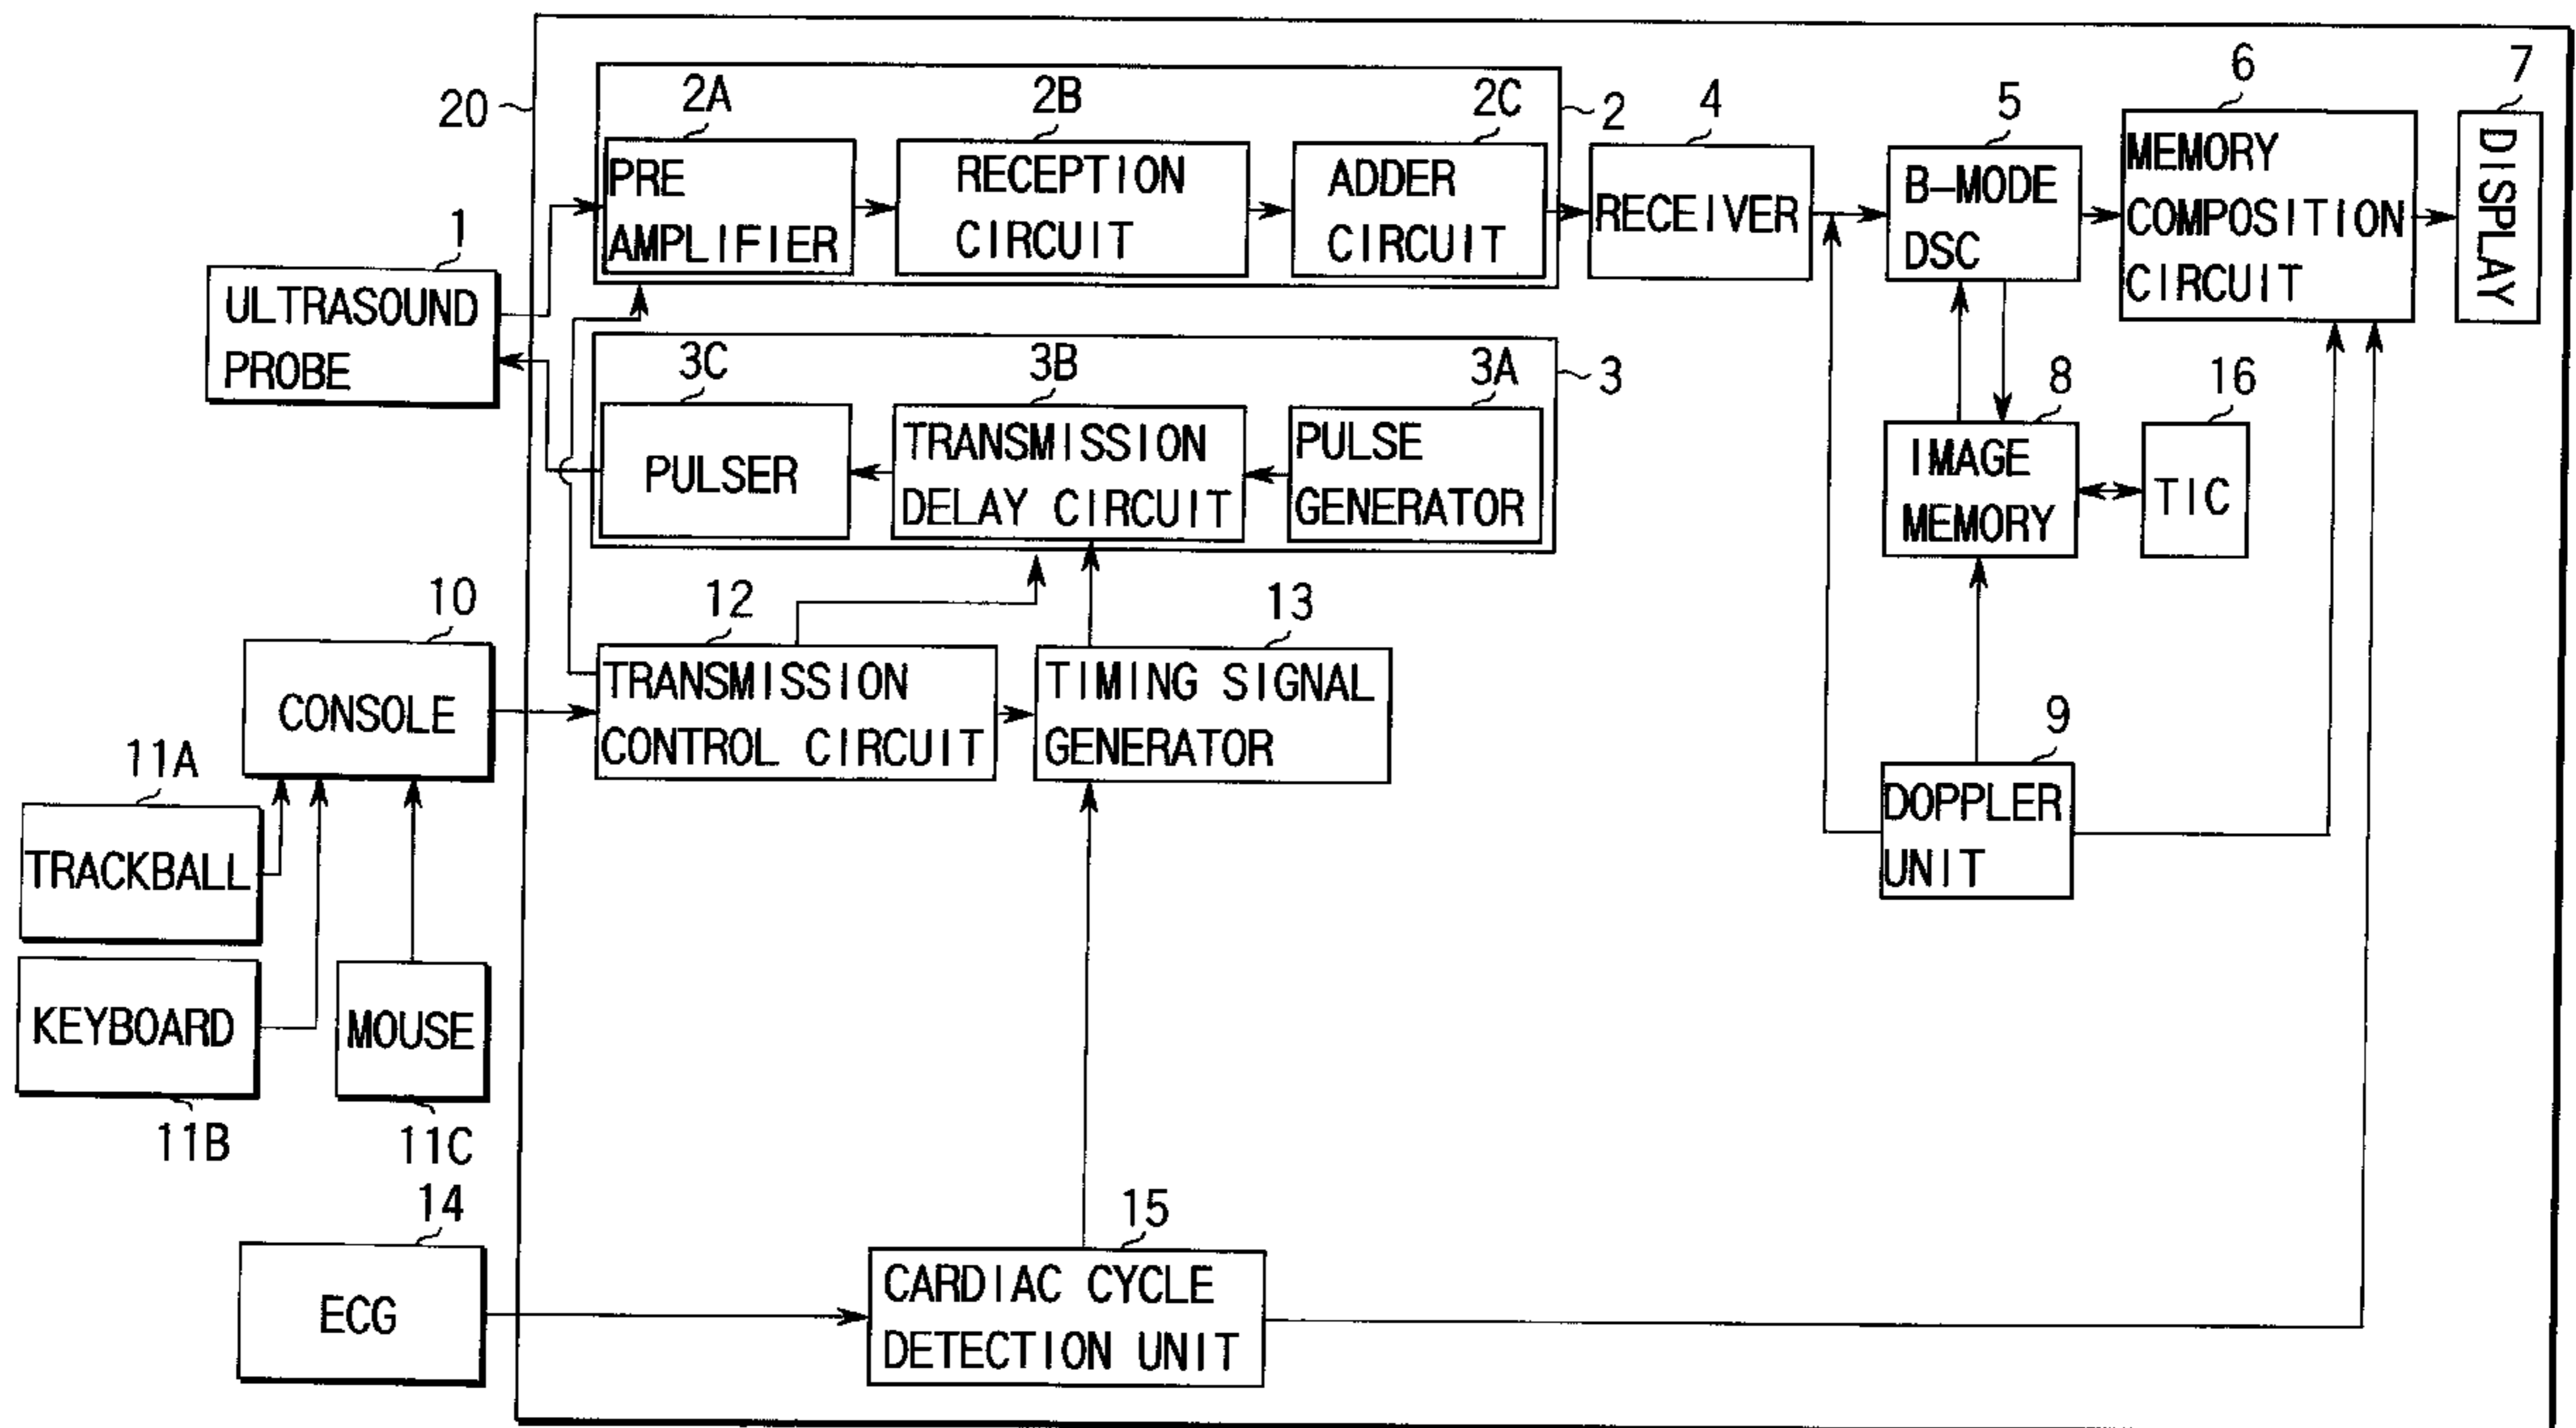 20
2A
PRE
AMPLIFIER
2B
RECEPTION
CIRCUIT
2C
ADDER
CIRCUIT
2
4
RECEIVER
5
B-MODE
DSC
6
MEMORY
COMPOSITION
CIRCUIT
7
DISPLAY
1
ULTRASOUND
PROBE
3C
PULSER
3B
TRANSMISSION
DELAY CIRCUIT
3A
PULSE
GENERATOR
3
8
IMAGE
MEMORY
16
TIC
10
CONSOLE
12
TRANSMISSION
CONTROL CIRCUIT
13
TIMING SIGNAL
GENERATOR
9
DOPPLER
UNIT
11A
TRACKBALL
KEYBOARD
11B
MOUSE
11C
14
ECG
15
CARDIAC CYCLE
DETECTION UNIT